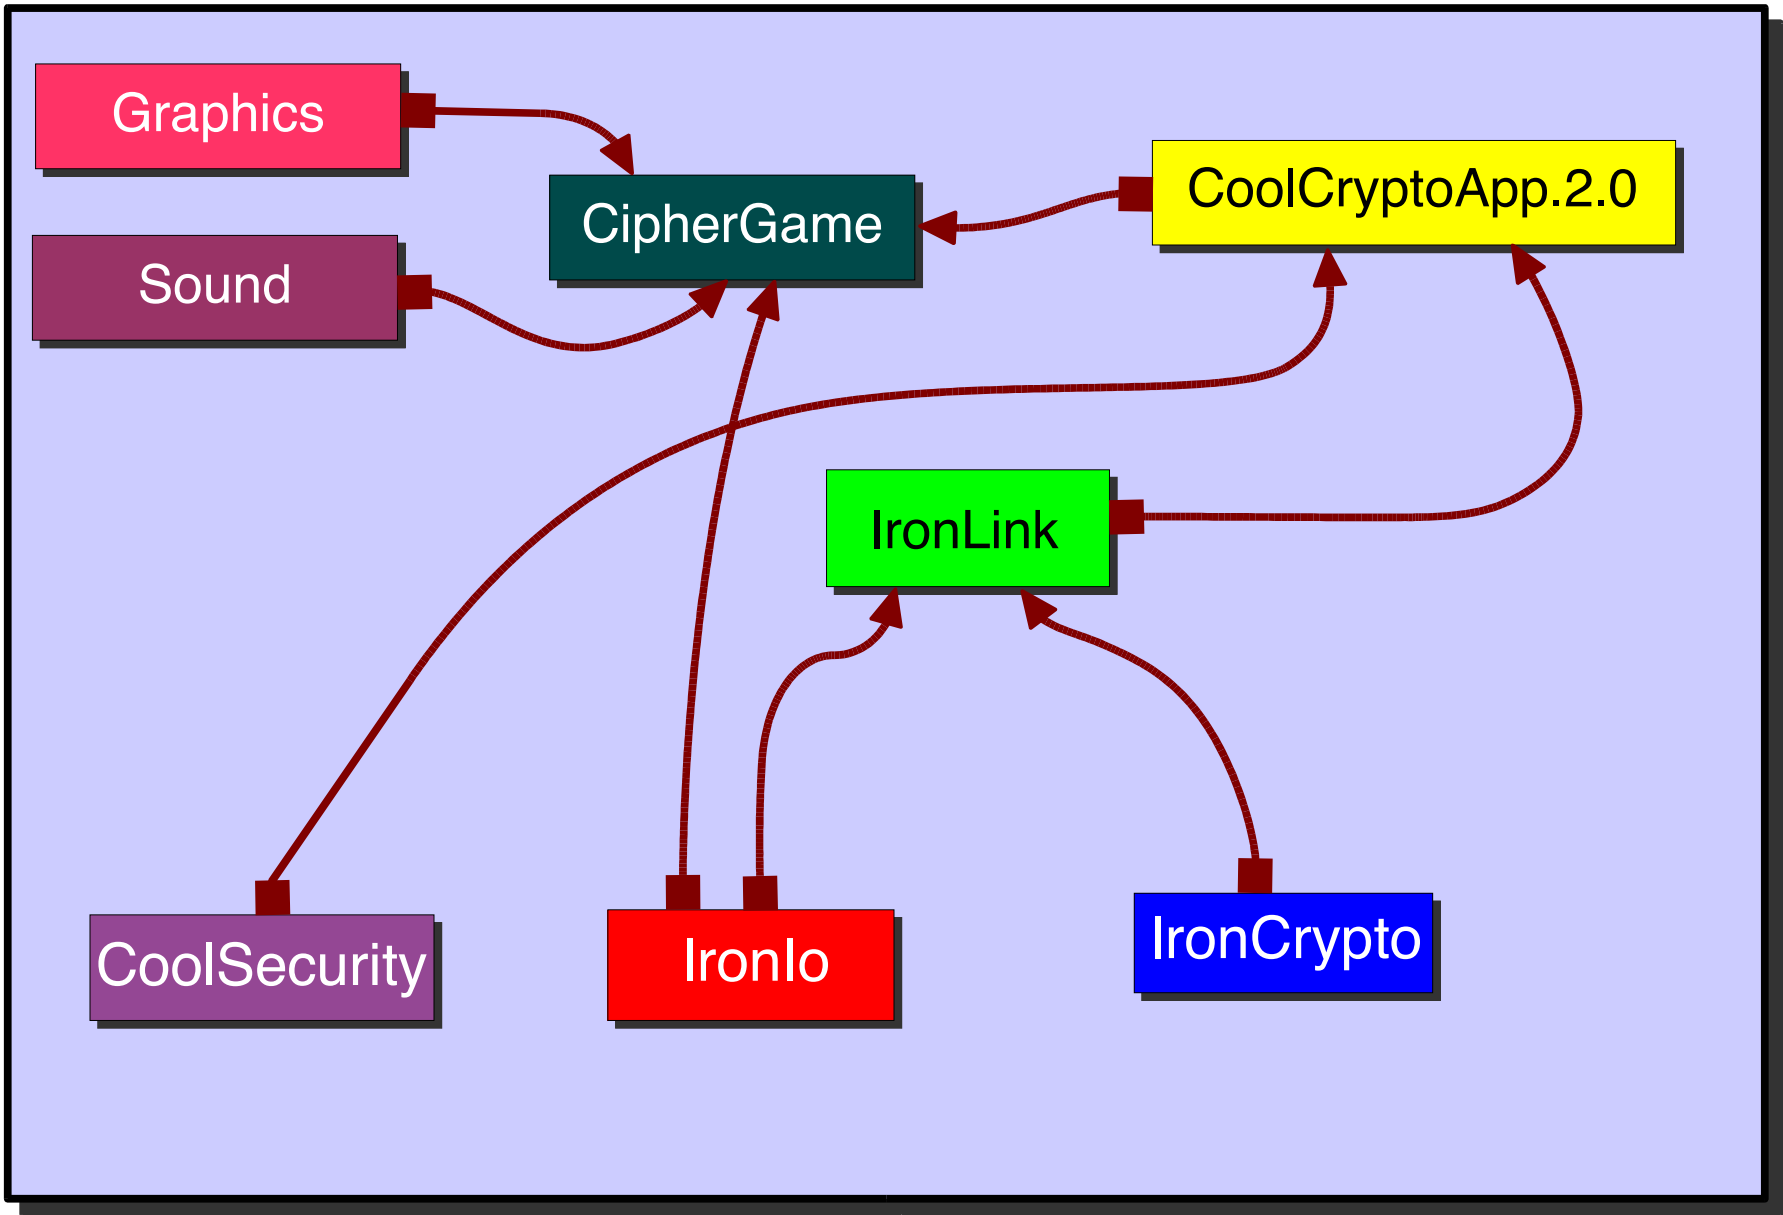 Graphics
CoolCryptoApp.2.0
CipherGame
Sound
IronLink
CoolSecurity
IronIo
IronCrypto